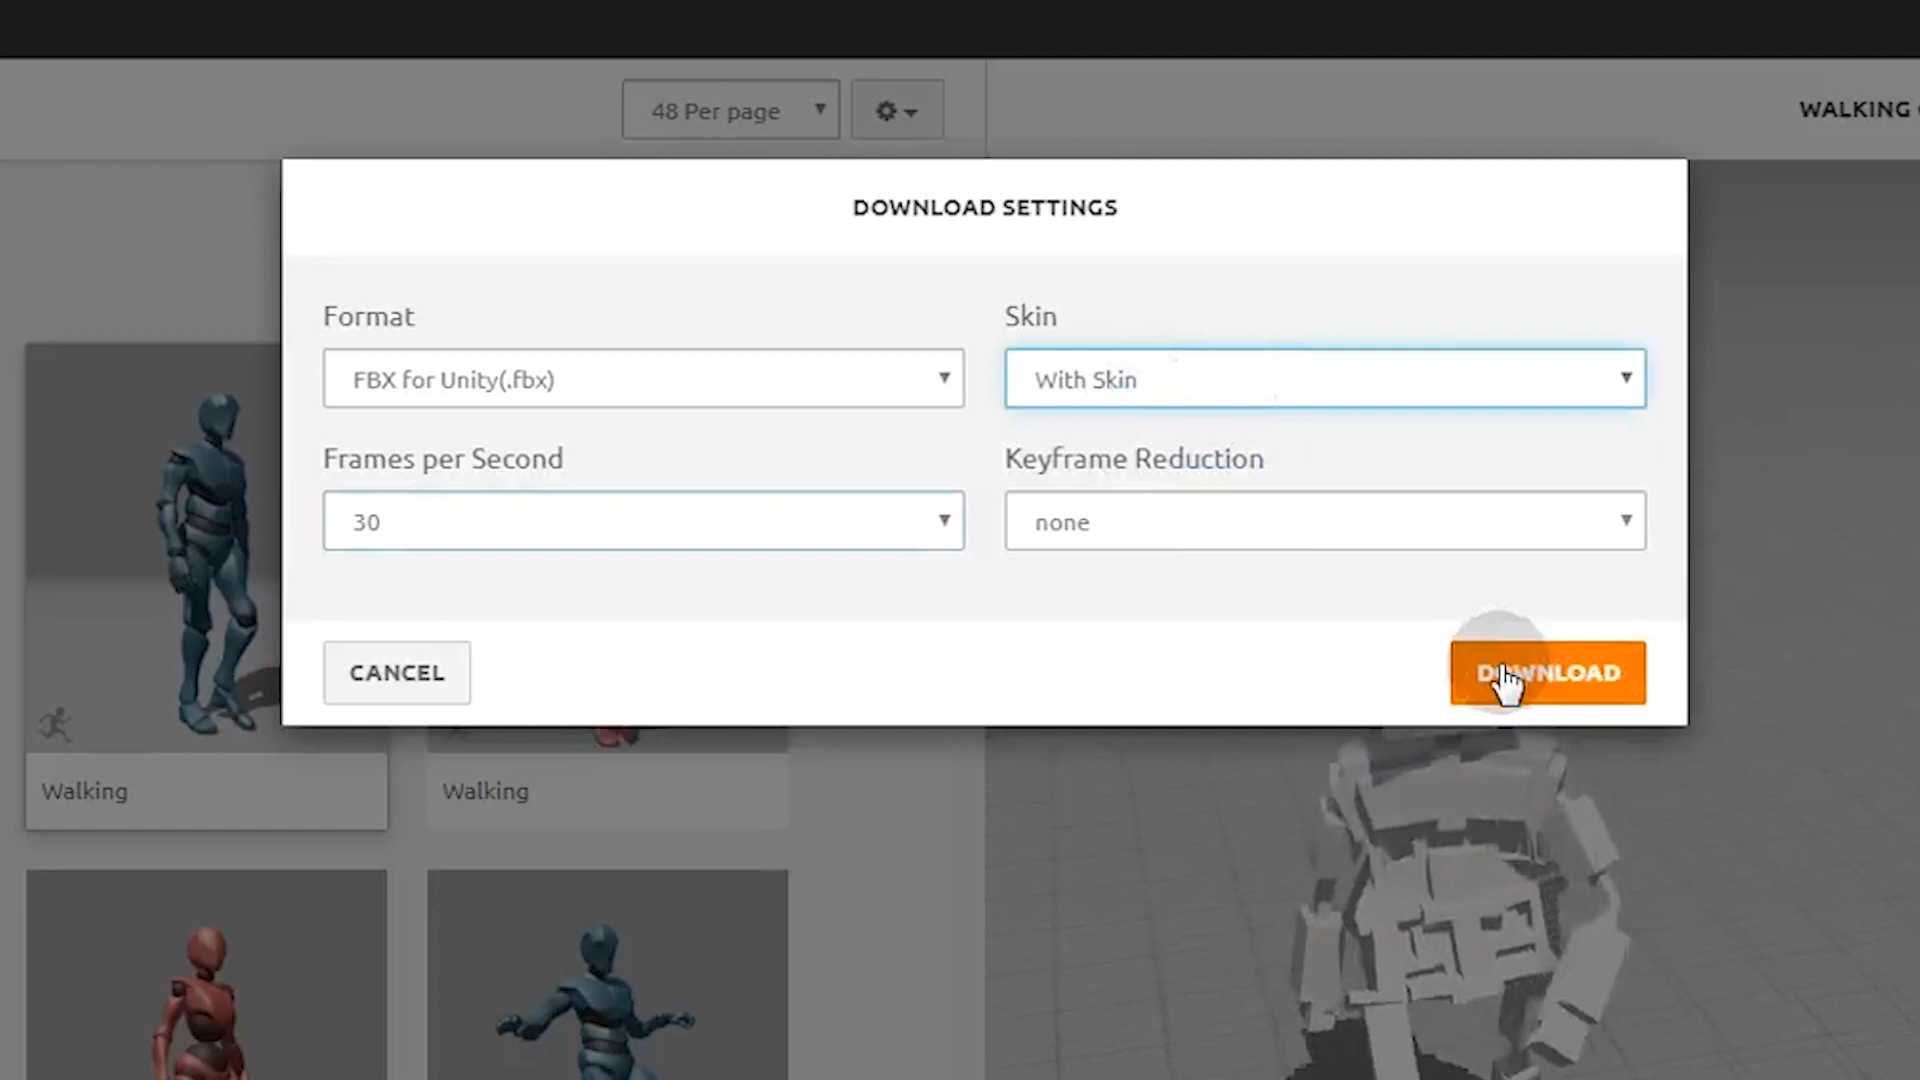 48 Per page
WALKING
DOWNLOAD SETTINGS
Format
Skin
FBX for Unity(.fbx)
With Skin
Frames per Second
Keyframe Reduction
30
none
CANCEL
DOWNLOAD
Walking
Walking